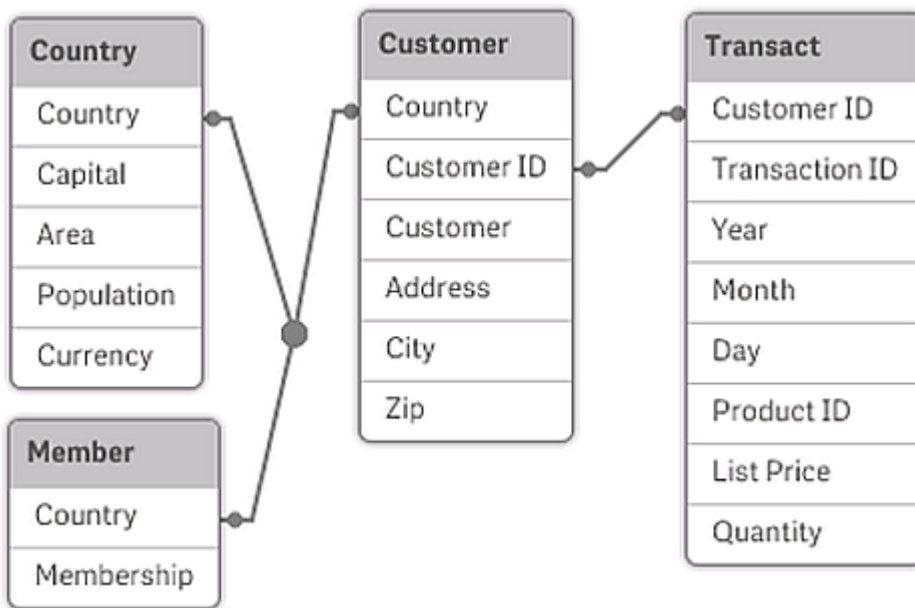 Country
Country
Capital
Area
Population
Currency
Member
Country
Membership
Customer
Country
Customer ID
Customer
Address
City
Zip
Transact
Customer ID
Transaction ID
Year
Month
Day
Product ID
List Price
Quantity